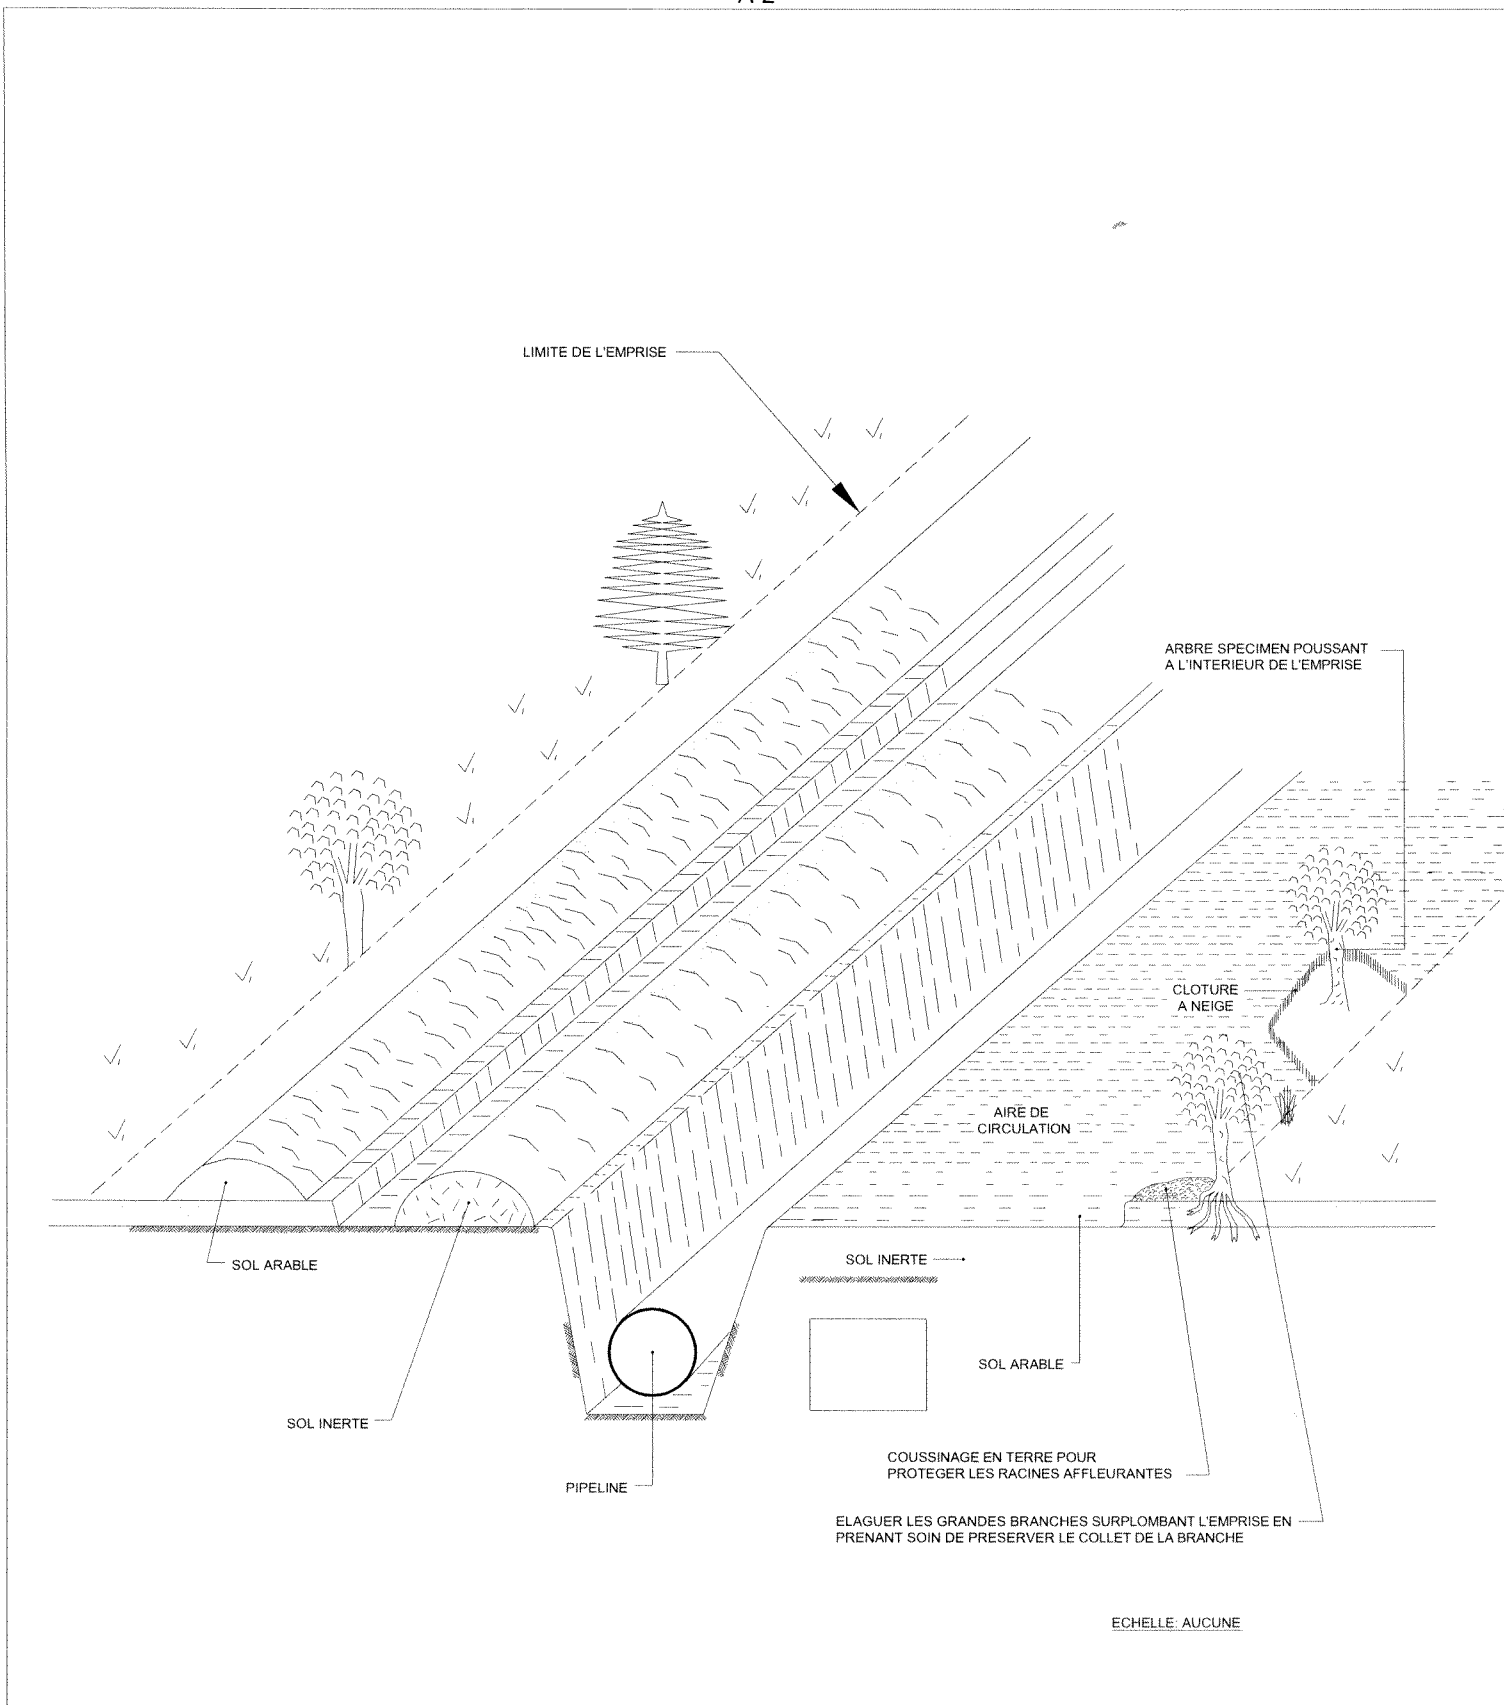 LIMITE DE L'EMPRISE
ARBRE SPECIMEN POUSSANT
A L'INTERIEUR DE L'EMPRISE
CLOTURE
A NEIGE
AIRE DE
CIRCULATION
SOL ARABLE
SOL INERTE
SOL ARABLE
SOL INERTE
COUSSINAGE EN TERRE POUR
PROTEGER LES RACINES AFFLEURANTES
PIPELINE
ELAGUER LES GRANDES BRANCHES SURPLOMBANT L'EMPRISE EN
PRENANT SOIN DE PRESERVER LE COLLET DE LA BRANCHE
ECHELLE: AUCUNE